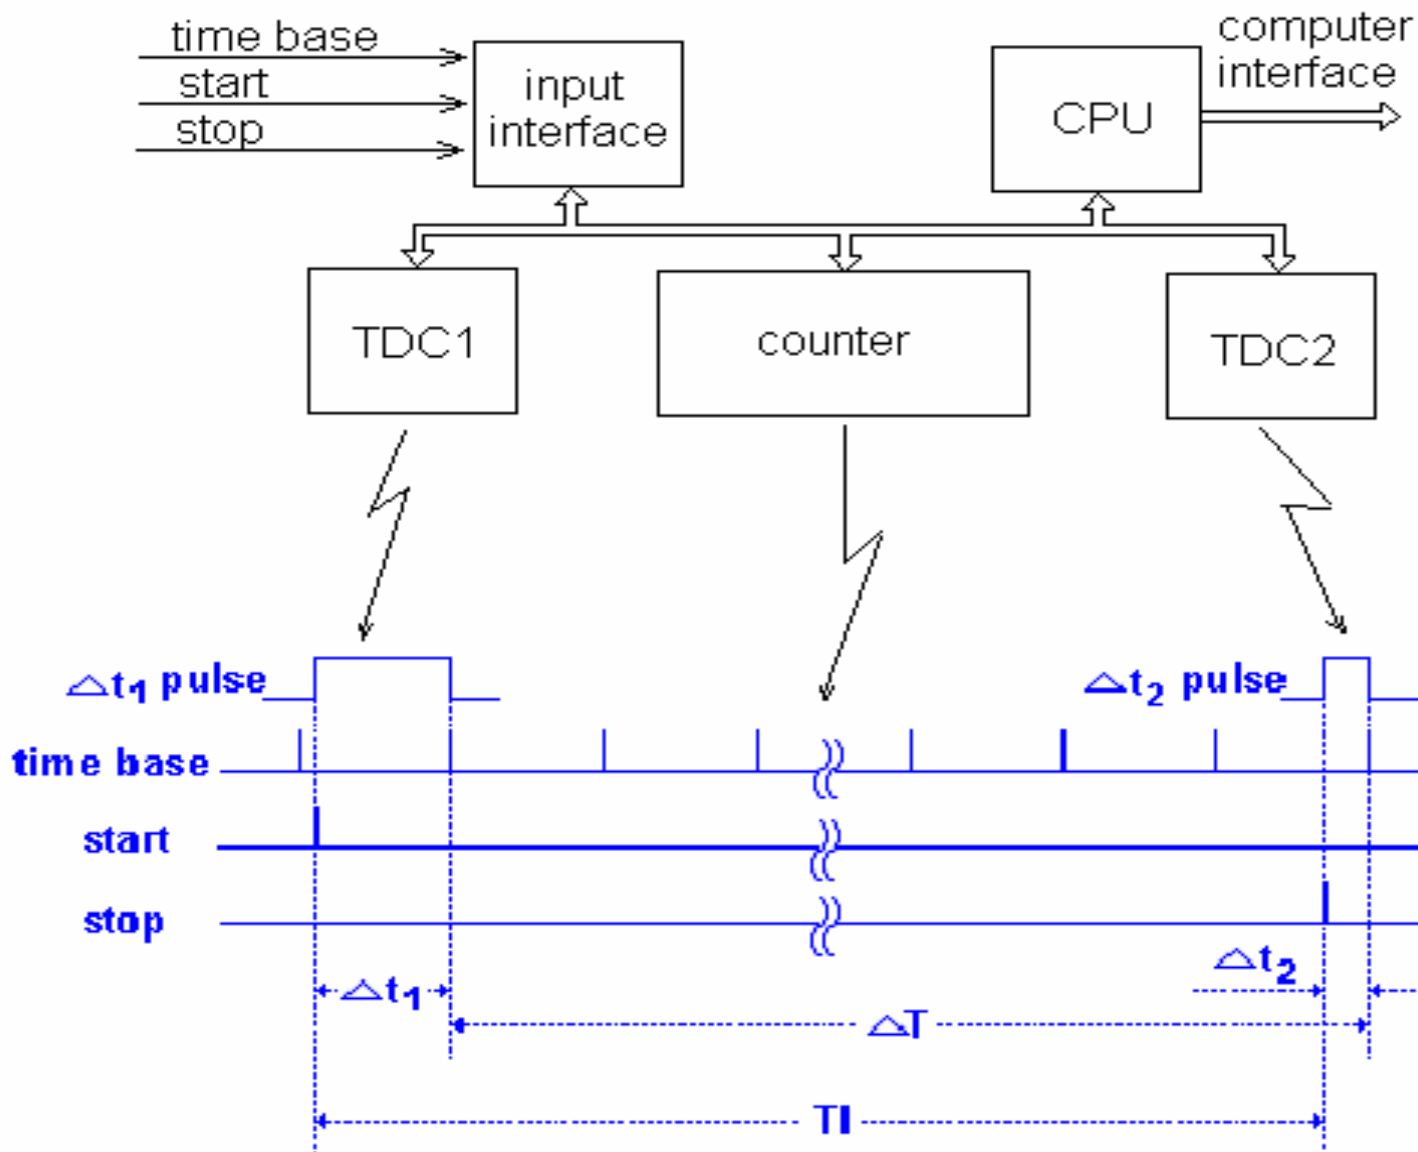 time base
start
stop
input
interface
CPU
computer
interface
TDC1
counter
TDC2
△t₁ pulse
△t₂ pulse
time base
start
stop
△t₁
△t₂
△T
TI